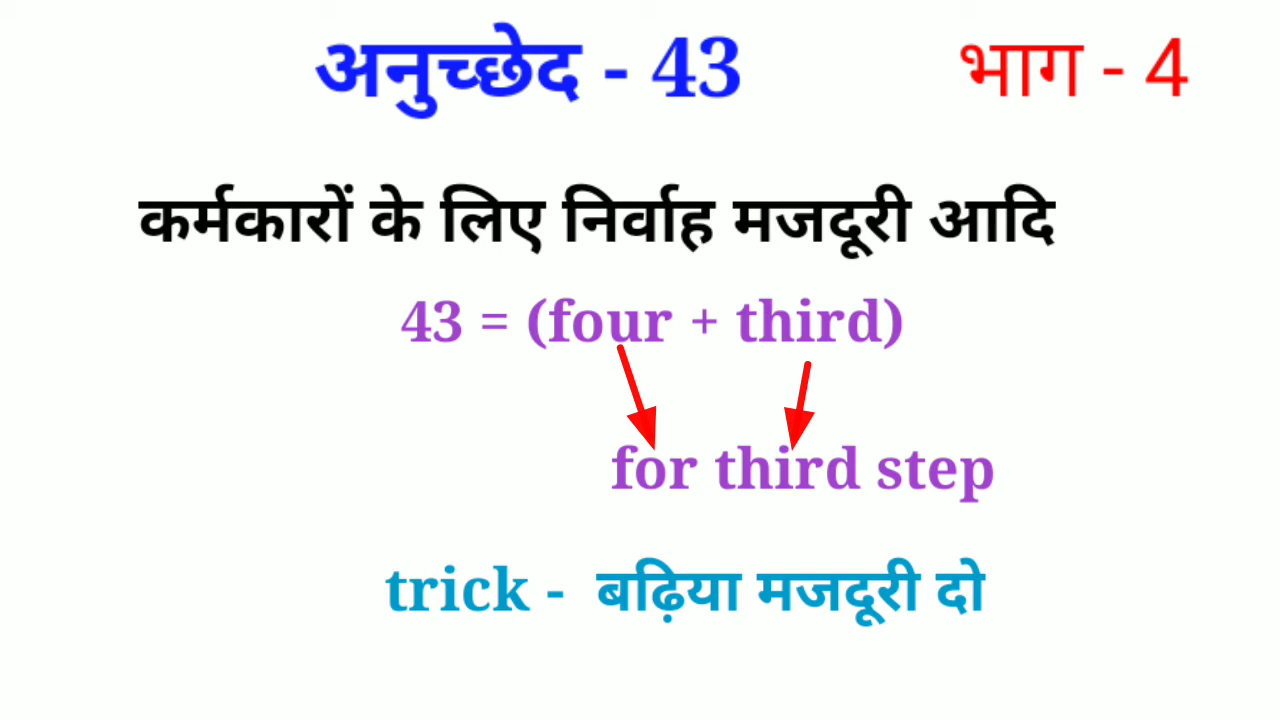 अनुच्छेद - 43 भाग - 4
कर्मकारों के लिए निर्वाह मजदूरी आदि
43 = (four + third)
for third step
trick - बढ़िया मजदूरी दो